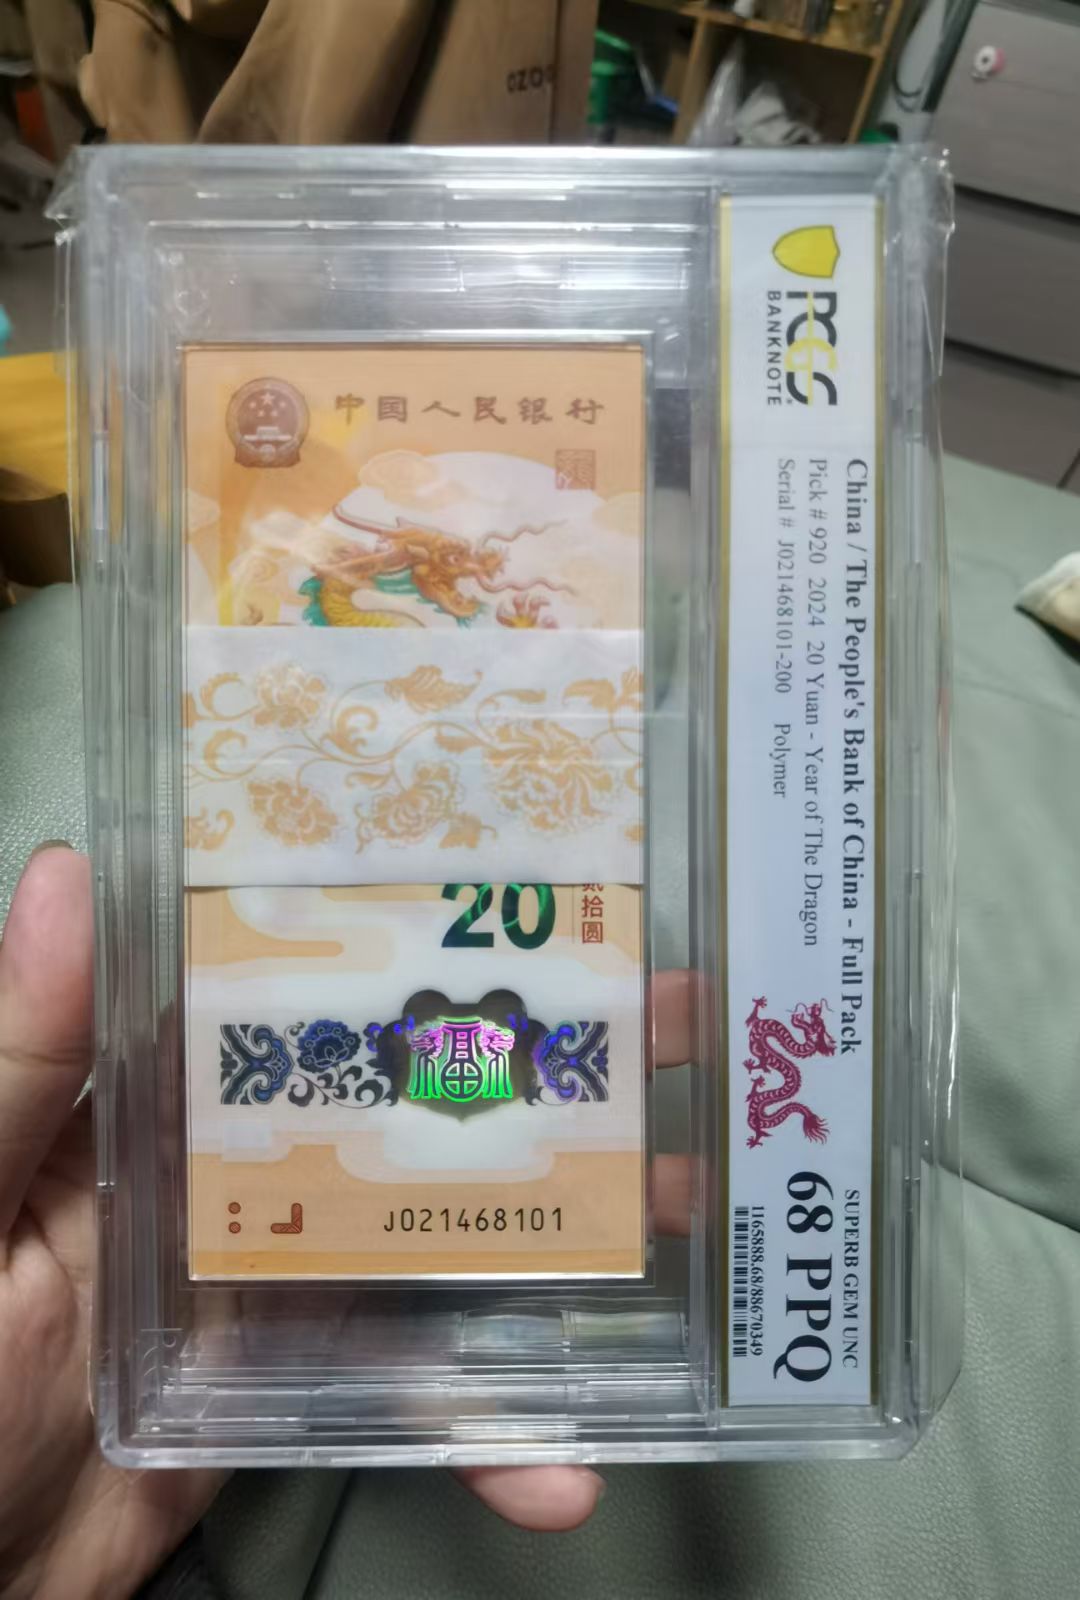 中国人民银行
20
拾圆
J021468101
PCGS
BANKNOTE
China / The People's Bank of China - Full Pack
Pick # 920 2024 20 Yuan - Year of The Dragon
Serial # J021468101-200 Polymer
SUPERB GEM UNC
68 PPQ
1165888.68/88670349